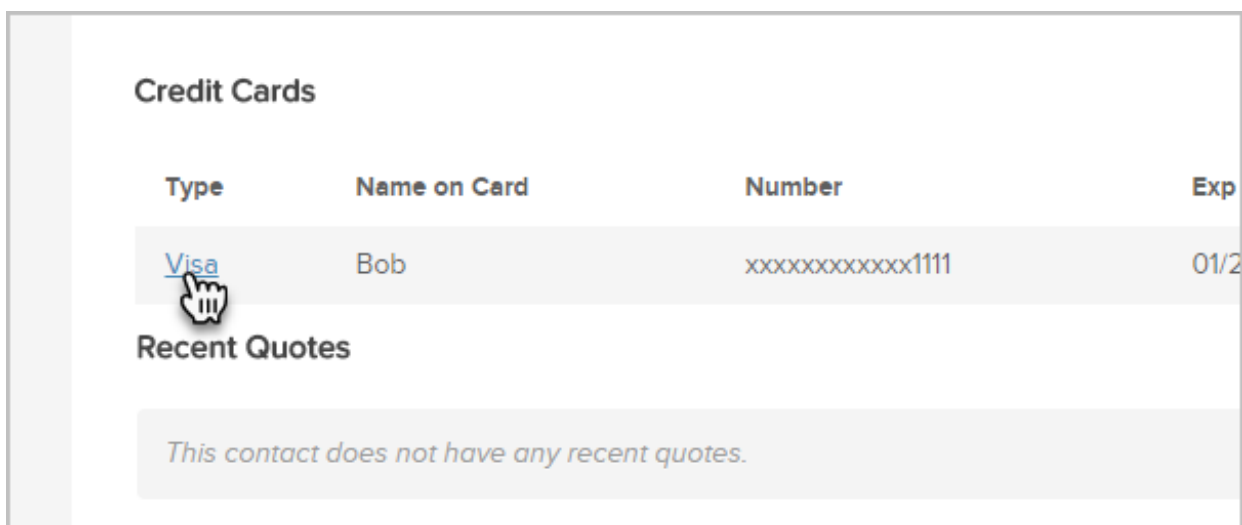 Credit Cards
Type Name on Card Number Exp
Visa Bob xxxxxxxxxxxx1111 01/2
Recent Quotes
This contact does not have any recent quotes.